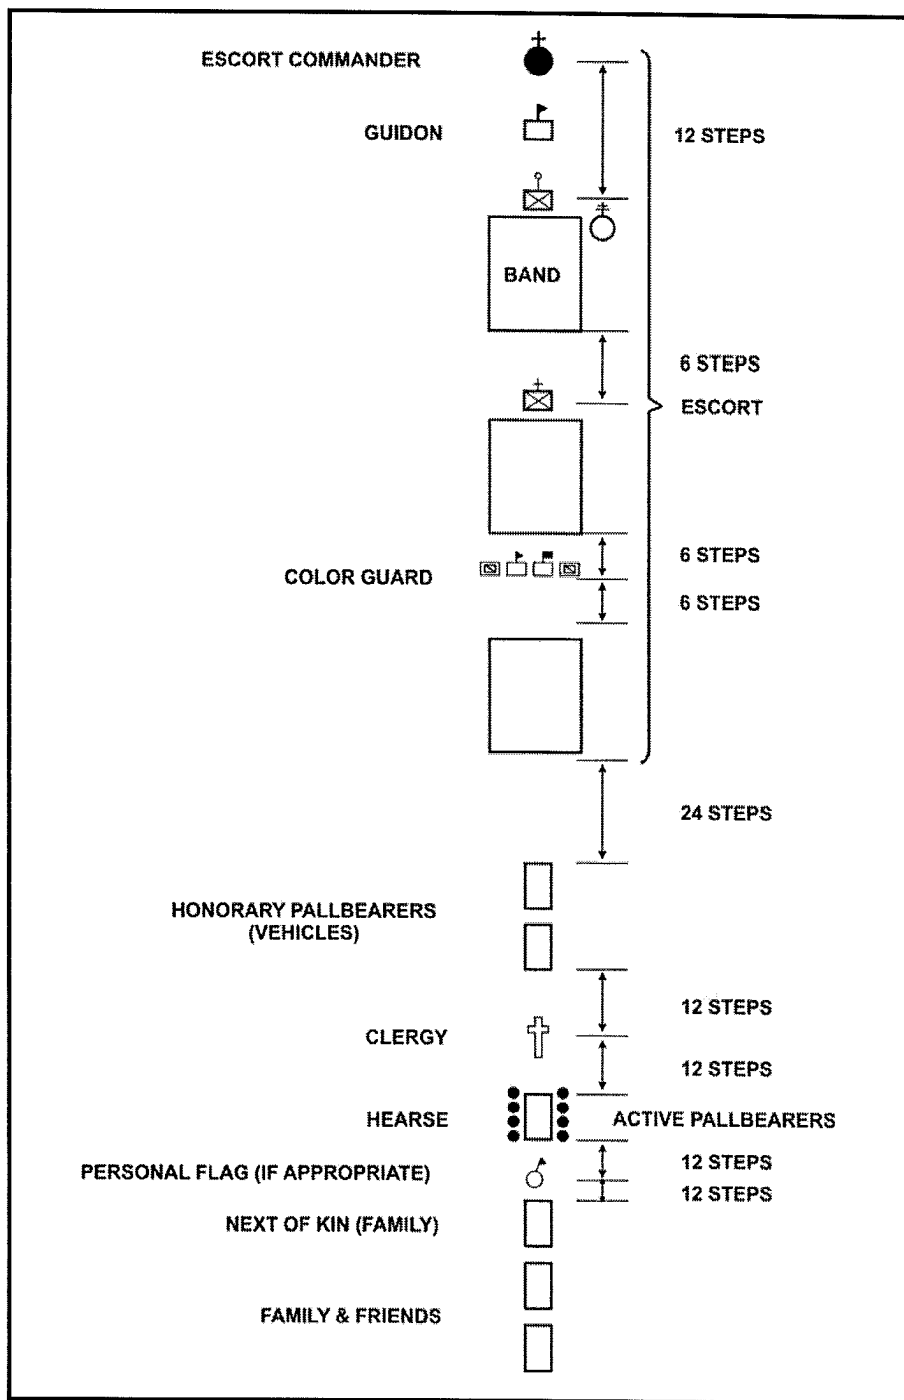 ESCORT COMMANDER
GUIDON
12 STEPS
BAND
6 STEPS
ESCORT
6 STEPS
COLOR GUARD
6 STEPS
24 STEPS
HONORARY PALLBEARERS
(VEHICLES)
12 STEPS
CLERGY
12 STEPS
HEARSE
ACTIVE PALLBEARERS
12 STEPS
PERSONAL FLAG (IF APPROPRIATE)
12 STEPS
NEXT OF KIN (FAMILY)
FAMILY & FRIENDS